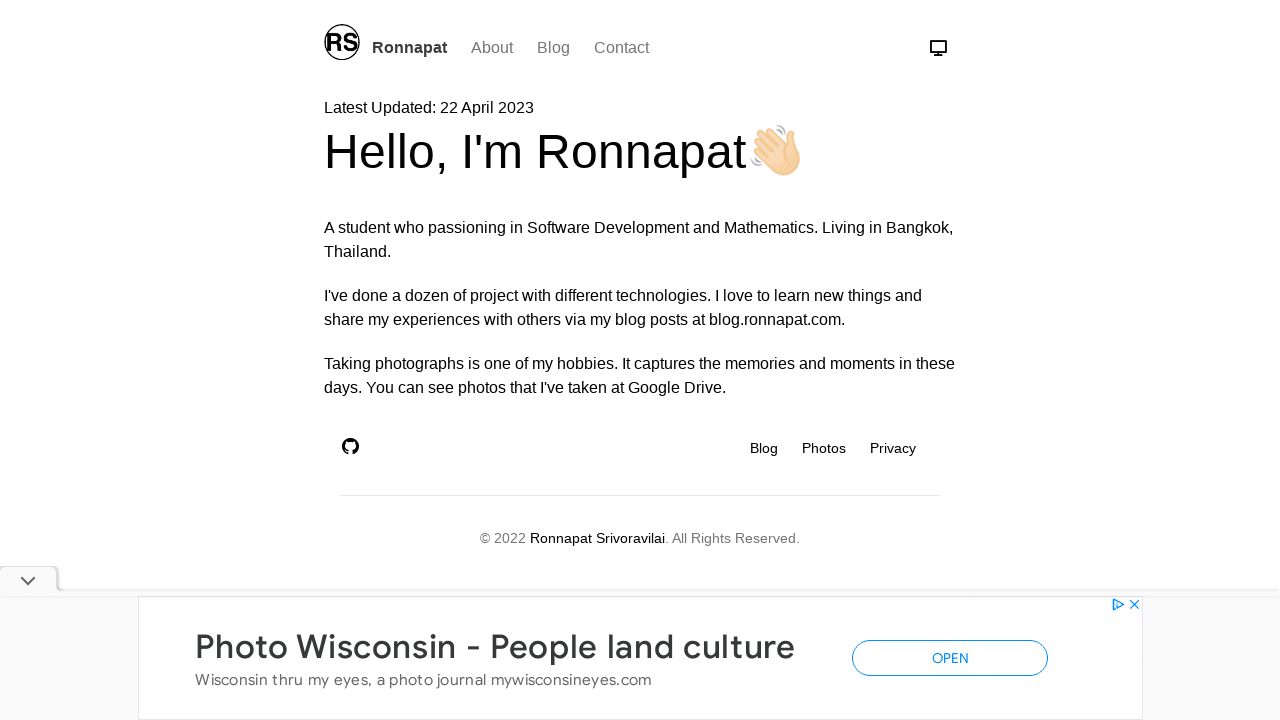 RS
Ronnapat About Blog Contact
Latest Updated: 22 April 2023
Hello, I'm Ronnapat👋🏻
A student who passioning in Software Development and Mathematics. Living in Bangkok,
Thailand.
I've done a dozen of project with different technologies. I love to learn new things and
share my experiences with others via my blog posts at blog.ronnapat.com.
Taking photographs is one of my hobbies. It captures the memories and moments in these
days. You can see photos that I've taken at Google Drive.
Blog Photos Privacy
© 2022 Ronnapat Srivoravilai. All Rights Reserved.
Photo Wisconsin - People land culture
Wisconsin thru my eyes, a photo journal mywisconsineyes.com
OPEN